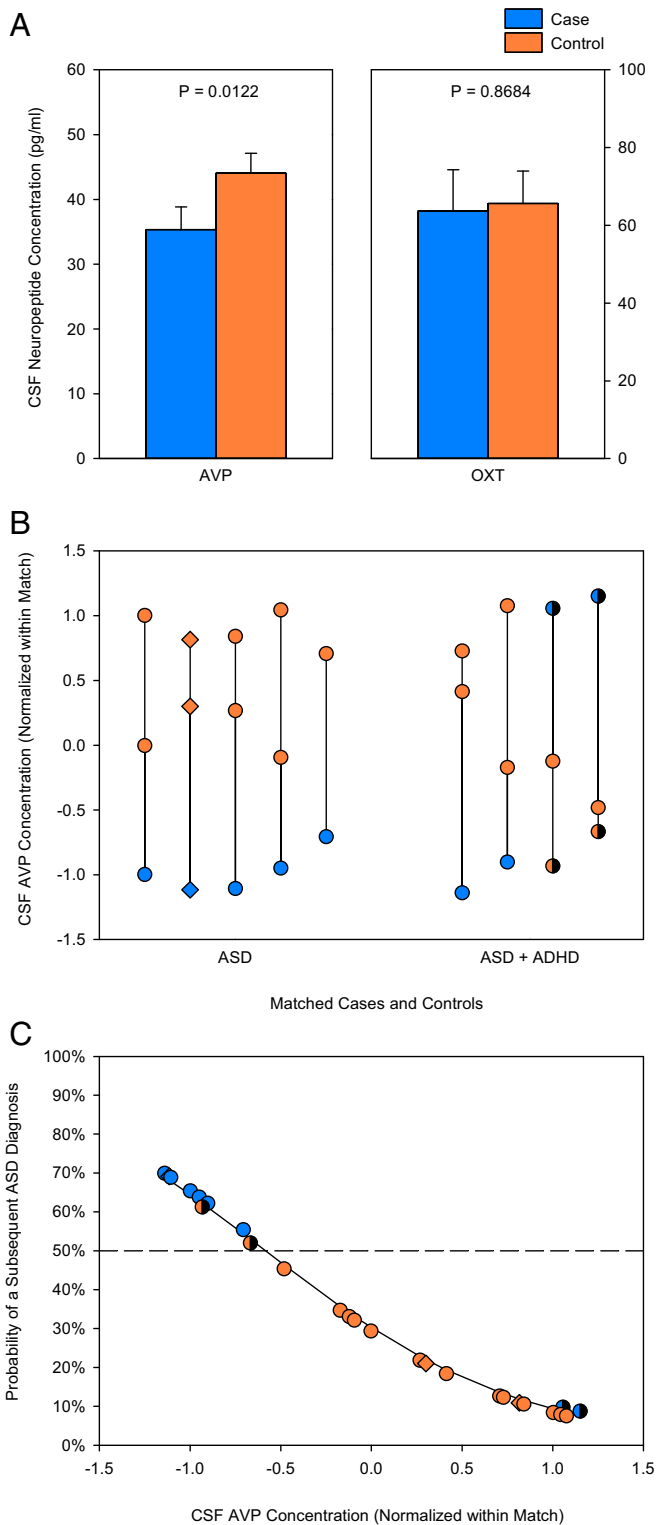 A
Case
Control
CSF Neuropeptide Concentration (pg/ml)
60
50
40
30
20
10
0
P = 0.0122
AVP
P = 0.8684
OXT
100
80
60
40
20
0
B
CSF AVP Concentration (Normalized within Match)
1.5
1.0
0.5
0.0
-0.5
-1.0
-1.5
ASD
ASD + ADHD
Matched Cases and Controls
C
Probability of a Subsequent ASD Diagnosis
100%
90%
80%
70%
60%
50%
40%
30%
20%
10%
0%
-1.5
-1.0
-0.5
0.0
0.5
1.0
1.5
CSF AVP Concentration (Normalized within Match)